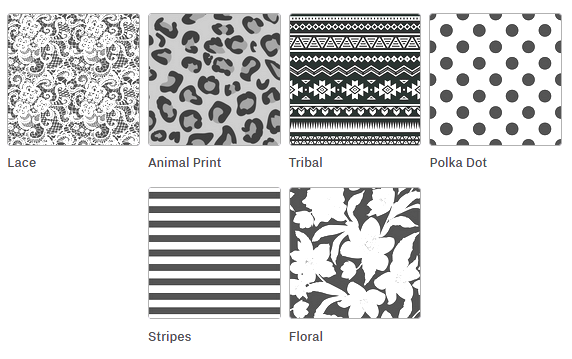 Lace
Animal Print
Tribal
Polka Dot
Stripes
Floral